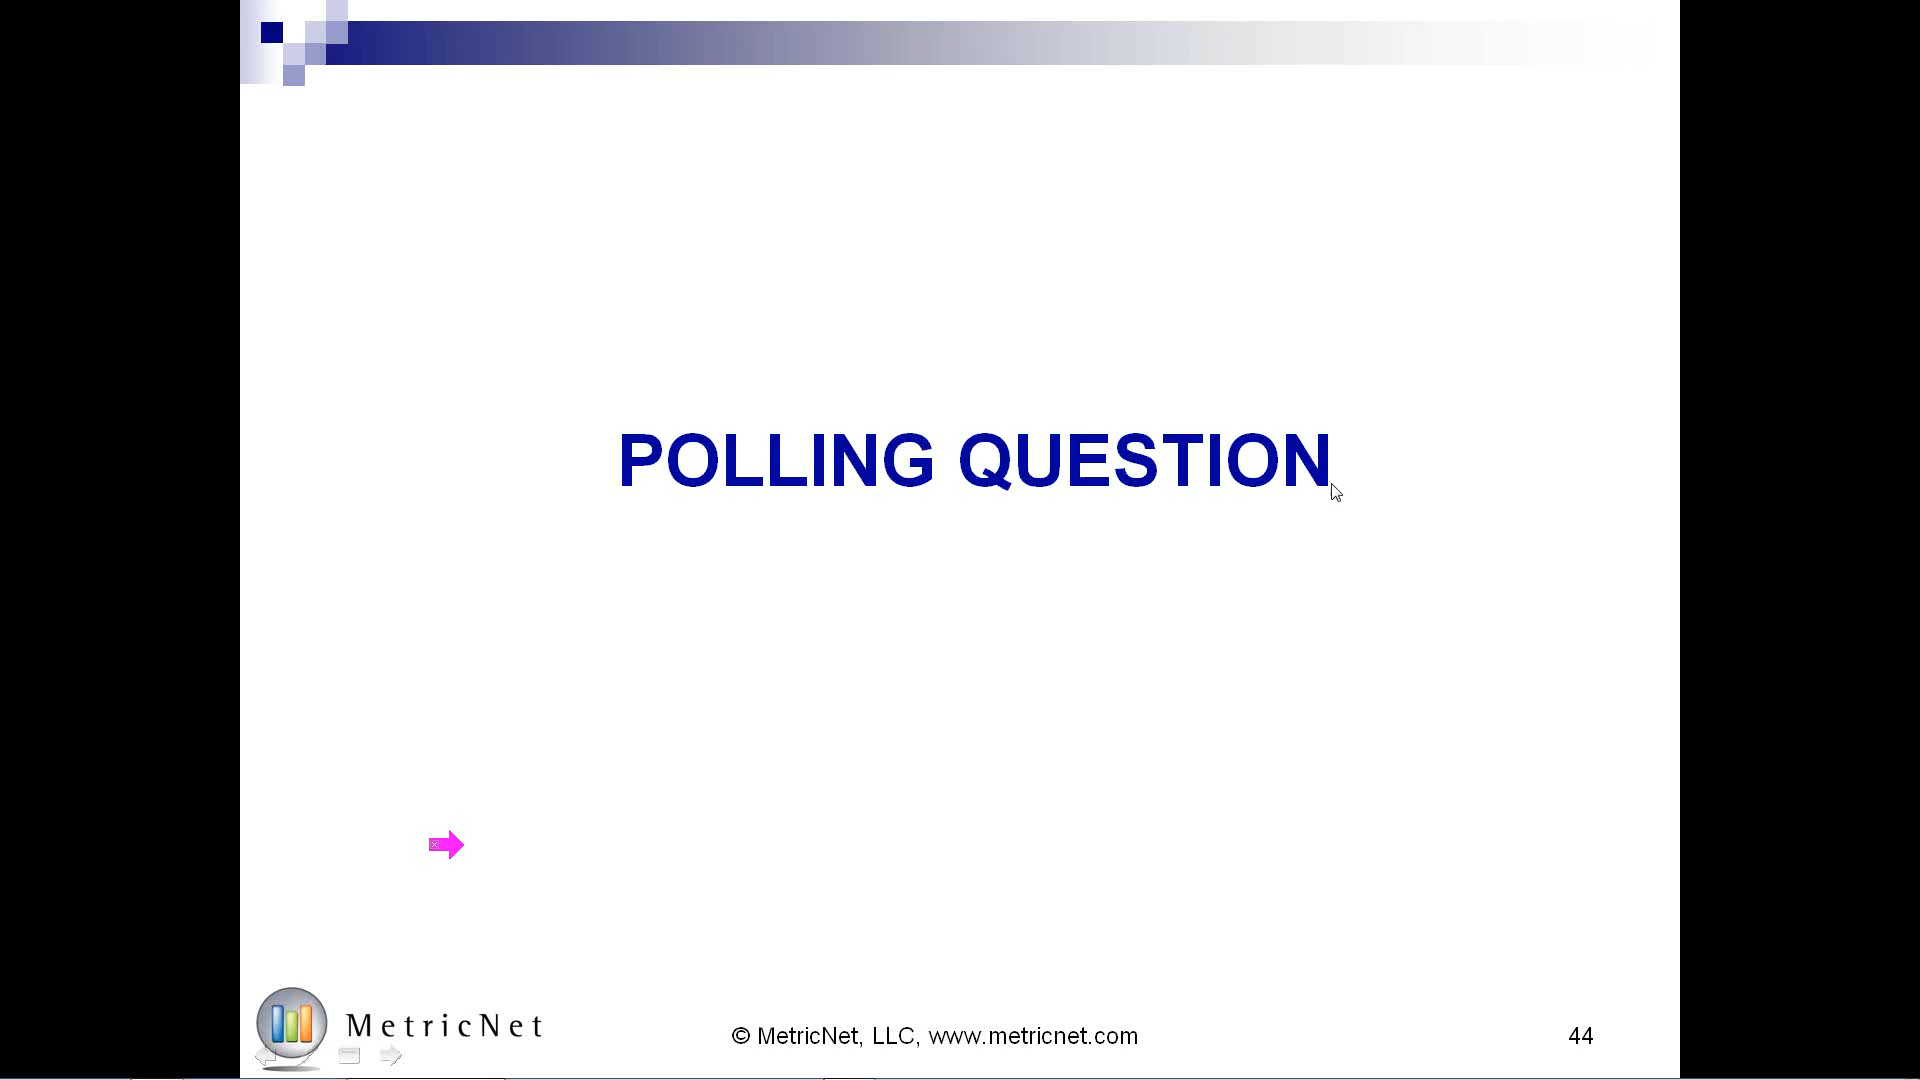 POLLING QUESTION
MetricNet
© MetricNet, LLC, www.metricnet.com
44